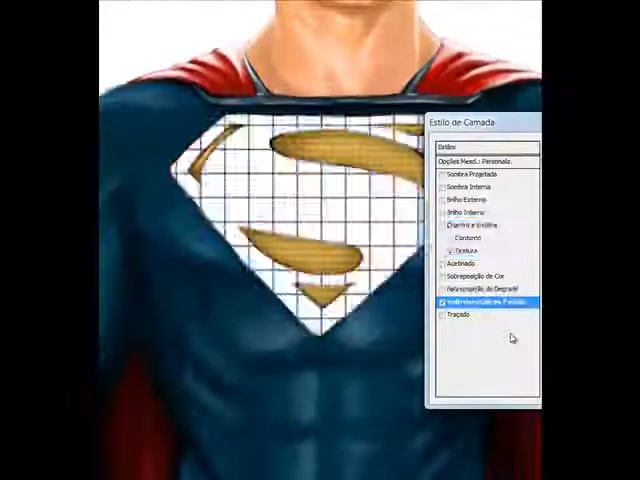 Estilo de Camada
Estilos
Opções Mescl.: Personaliz.
Sombra Projetada
Sombra Interna
Brilho Externo
Brilho Interno
Chanfro e Entalhe
Contorno
Textura
Acetinado
Sobreposição de Cor
Sobreposição de Degradê
Traçado